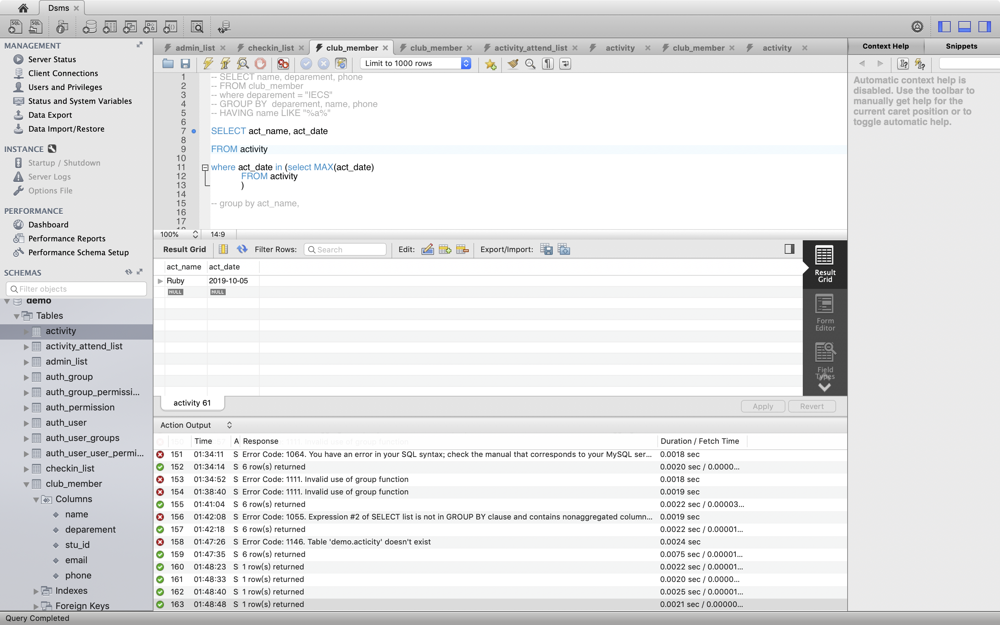 Dsms
MANAGEMENT
Server Status
Client Connections
Users and Privileges
Status and System Variables
Data Export
Data Import/Restore
INSTANCE
Startup / Shutdown
Server Logs
Options File
PERFORMANCE
Dashboard
Performance Reports
Performance Schema Setup
SCHEMAS
Filter objects
demo
Tables
activity
activity_attend_list
admin_list
auth_group
auth_group_permissi...
auth_permission
auth_user
auth_user_groups
auth_user_user_permi...
checkin_list
club_member
Columns
name
deparement
stu_id
email
phone
Indexes
Foreign Keys
admin_list checkin_list club_member club_member activity_attend_list activity club_member activity
Limit to 1000 rows
1 -- SELECT name, deparement, phone
2 -- FROM club_member
3 -- where deparement = "IECS"
4 -- GROUP BY  deparement, name, phone
5 -- HAVING name LIKE "%a%"
6
7 SELECT act_name, act_date
8
9 FROM activity
10
11 where act_date in (select MAX(act_date)
12 FROM activity
13 )
14
15 -- group by act_name,
16
17
100% 14:9
Result Grid Filter Rows: Search Edit: Export/Import:
act_name act_date
Ruby 2019-10-05
NULL NULL
Result
Grid
Form
Editor
Field
Types
activity 61 Apply Revert
Action Output
Time A Response Duration / Fetch Time
150 57 1111. Invalid use of group function
151 01:34:11 S Error Code: 1064. You have an error in your SQL syntax; check the manual that corresponds to your MySQL ser... 0.0018 sec
152 01:34:14 S 6 row(s) returned 0.0020 sec / 0.0000...
153 01:34:52 S Error Code: 1111. Invalid use of group function 0.0018 sec
154 01:38:40 S Error Code: 1111. Invalid use of group function 0.0019 sec
155 01:41:04 S 6 row(s) returned 0.0022 sec / 0.00003...
156 01:42:08 S Error Code: 1055. Expression #2 of SELECT list is not in GROUP BY clause and contains nonaggregated column... 0.0019 sec
157 01:42:18 S 6 row(s) returned 0.0022 sec / 0.00001...
158 01:47:26 S Error Code: 1146. Table 'demo.acticity' doesn't exist 0.0024 sec
159 01:47:35 S 6 row(s) returned 0.0075 sec / 0.00001...
160 01:48:23 S 1 row(s) returned 0.0022 sec / 0.00001...
161 01:48:33 S 1 row(s) returned 0.0020 sec / 0.0000...
162 01:48:40 S 1 row(s) returned 0.0025 sec / 0.00001...
163 01:48:48 S 1 row(s) returned 0.0021 sec / 0.00000...
Context Help Snippets
Automatic context help is
disabled. Use the toolbar to
manually get help for the
current caret position or to
toggle automatic help.
Query Completed